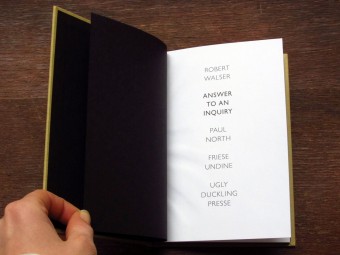 ROBERT
WALSER
ANSWER
TO AN
INQUIRY
PAUL
NORTH
FRIESE
UNDINE
UGLY
DUCKLING
PRESSE